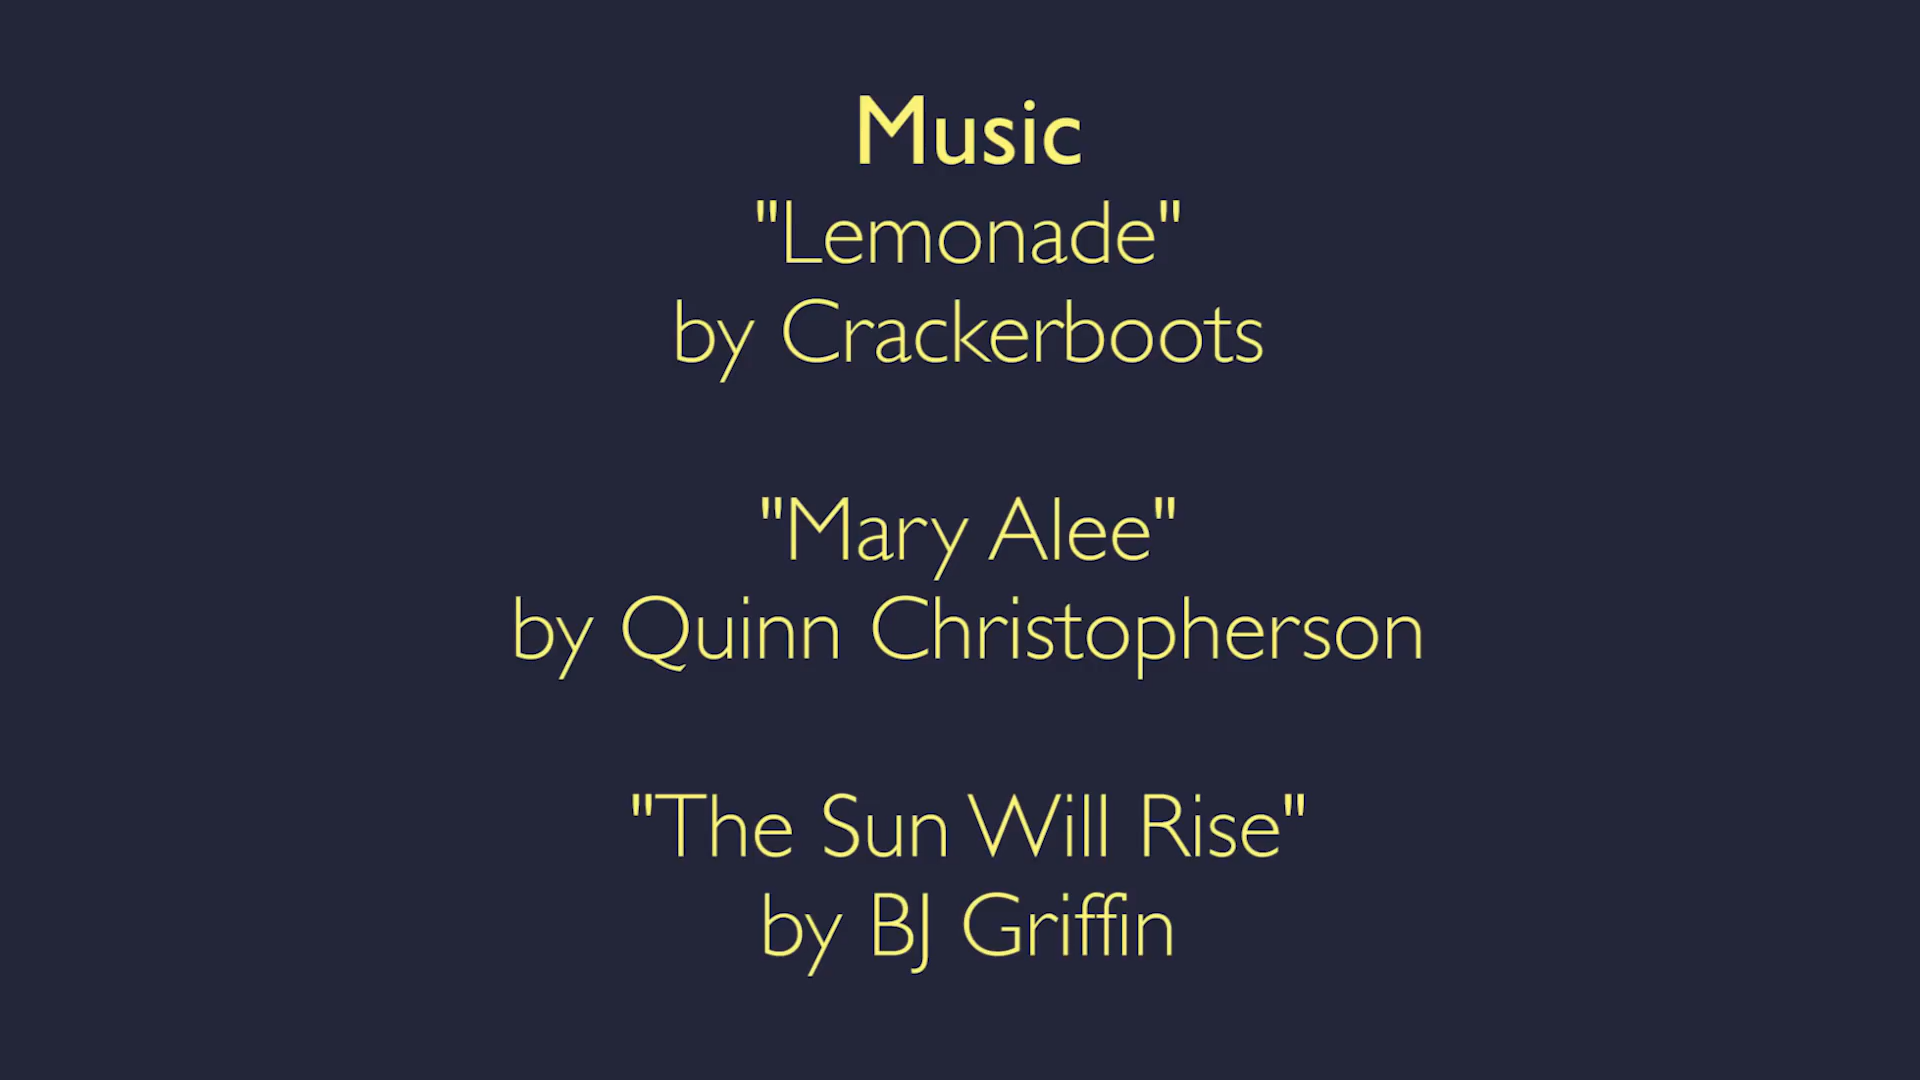 Music
"Lemonade"
by Crackerboots
"Mary Alee"
by Quinn Christopherson
"The Sun Will Rise"
by BJ Griffin